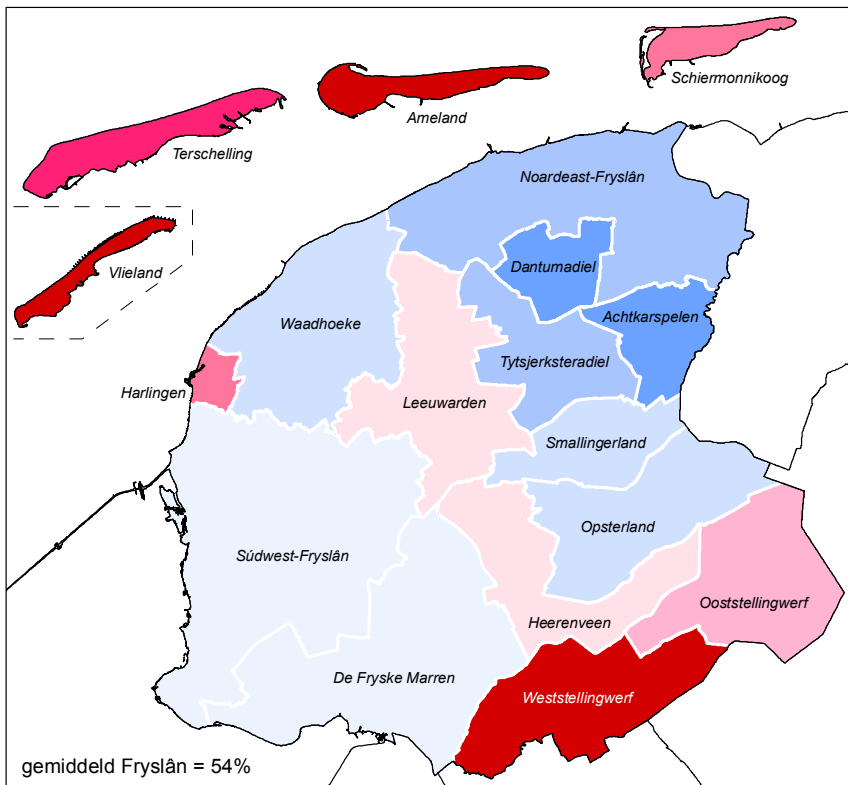 Schiermonnikoog
Ameland
Terschelling
Noardeast-Fryslân
Vlieland
Dantumadiel
Waadhoeke
Achtkarspelen
Tytsjerksteradiel
Harlingen
Leeuwarden
Smallingerland
Opsterland
Súdwest-Fryslân
Ooststellingwerf
Heerenveen
De Fryske Marren
Weststellingwerf
gemiddeld Fryslân = 54%